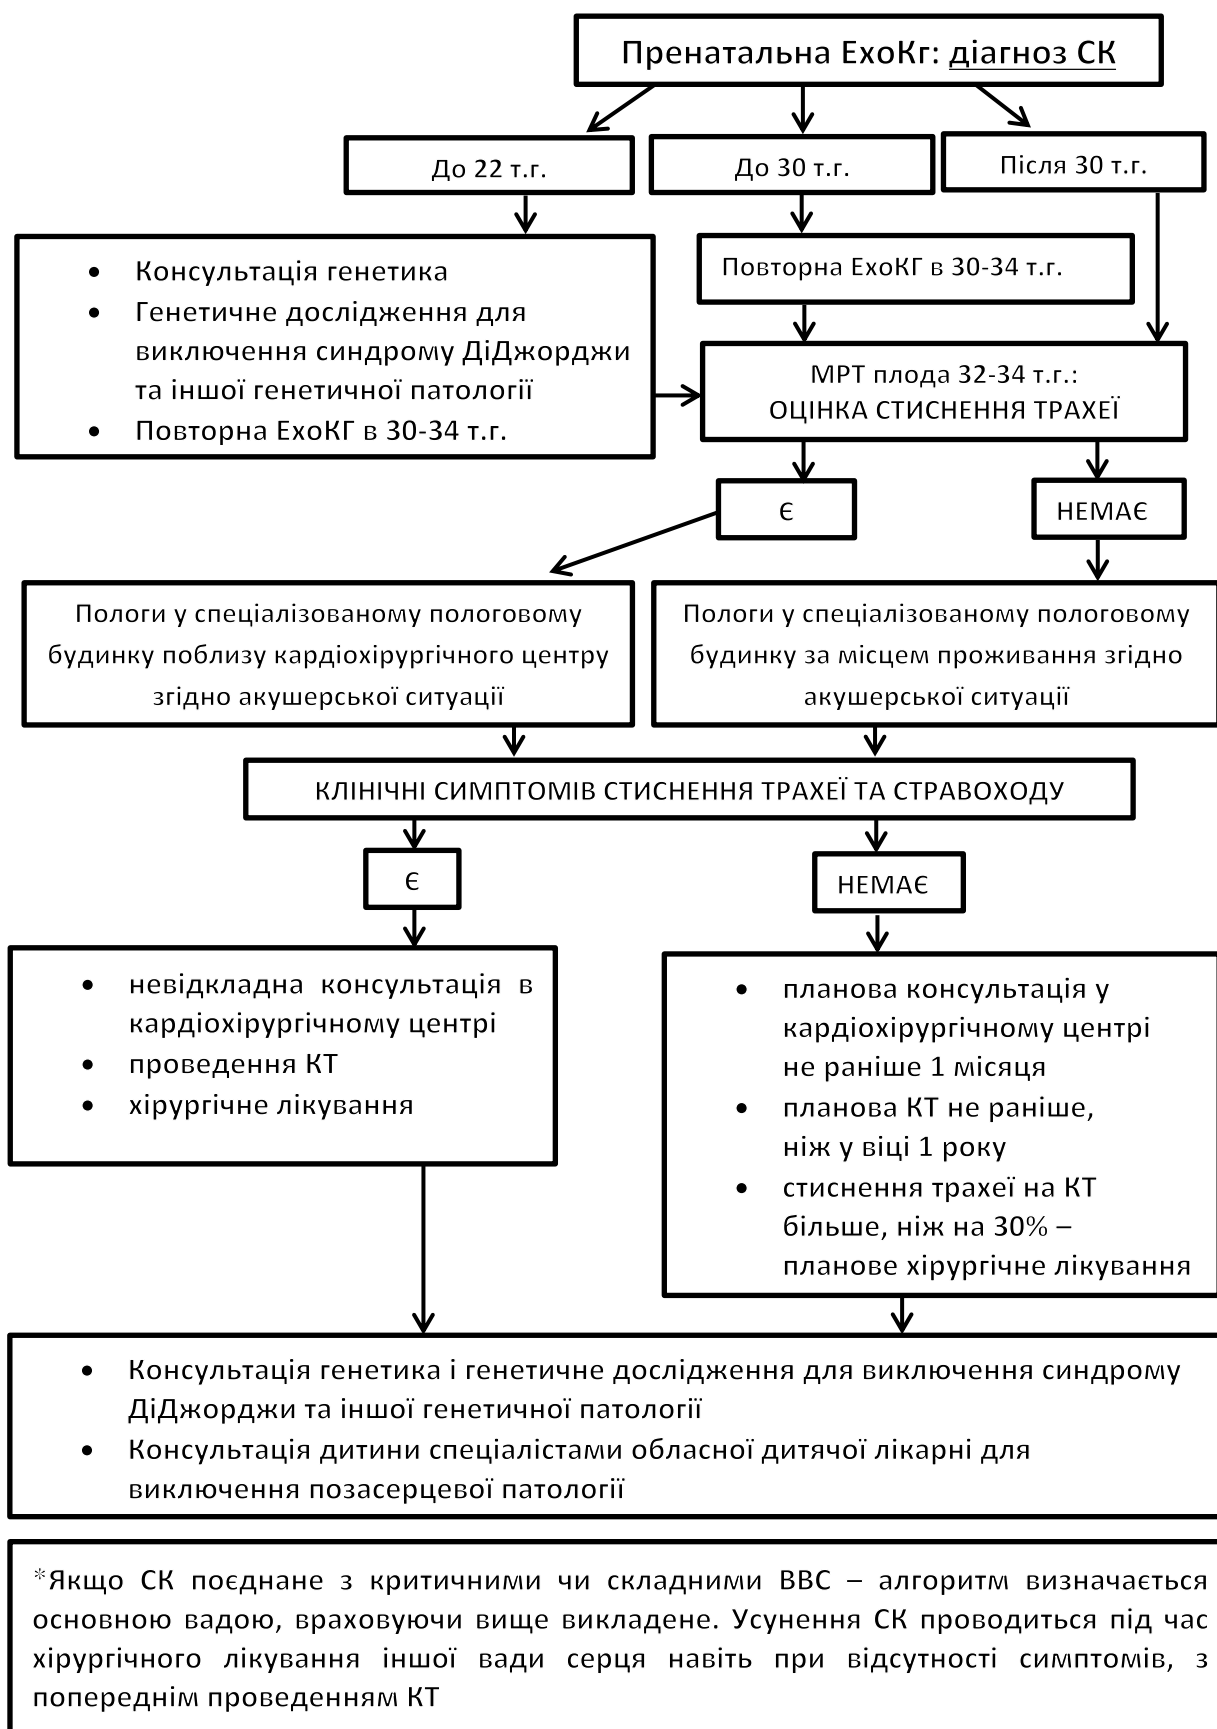 Пренатальна ЕхоКг: діагноз СК
До 22 т.г.
До 30 т.г.
Після 30 т.г.
• Консультація генетика
• Генетичне дослідження для
виключення синдрому ДіДжорджи
та іншої генетичної патології
• Повторна ЕхоКГ в 30-34 т.г.
Повторна ЕхоКГ в 30-34 т.г.
МРТ плода 32-34 т.г.:
ОЦІНКА СТИСНЕННЯ ТРАХЕЇ
Є
НЕМАЄ
Пологи у спеціалізованому пологовому
будинку поблизу кардіохірургічного центру
згідно акушерської ситуації
Пологи у спеціалізованому пологовому
будинку за місцем проживання згідно
акушерської ситуації
КЛІНІЧНІ СИМПТОМІВ СТИСНЕННЯ ТРАХЕЇ ТА СТРАВОХОДУ
Є
НЕМАЄ
• невідкладна консультація в
кардіохірургічному центрі
• проведення КТ
• хірургічне лікування
• планова консультація у
кардіохірургічному центрі
не раніше 1 місяця
• планова КТ не раніше,
ніж у віці 1 року
• стиснення трахеї на КТ
більше, ніж на 30% –
планове хірургічне лікування
• Консультація генетика і генетичне дослідження для виключення синдрому
ДіДжорджи та іншої генетичної патології
• Консультація дитини спеціалістами обласної дитячої лікарні для
виключення позасерцевої патології
*Якщо СК поєднане з критичними чи складними ВВС – алгоритм визначається
основною вадою, враховуючи вище викладене. Усунення СК проводиться під час
хірургічного лікування іншої вади серця навіть при відсутності симптомів, з
попереднім проведенням КТ